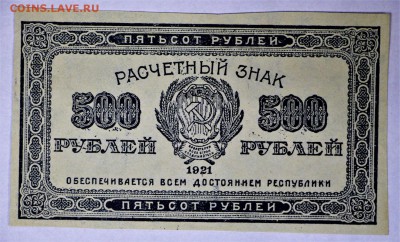 COINS.LAVE.RU
ПЯТЬСОТ РУБЛЕЙ
РАСЧЕТНЫЙ ЗНАК
500 500
РУБЛЕЙ РУБЛЕЙ
1921
ОБЕСПЕЧИВАЕТСЯ ВСЕМ ДОСТОЯНИЕМ РЕСПУБЛИКИ
ПЯТЬСОТ РУБЛЕЙ